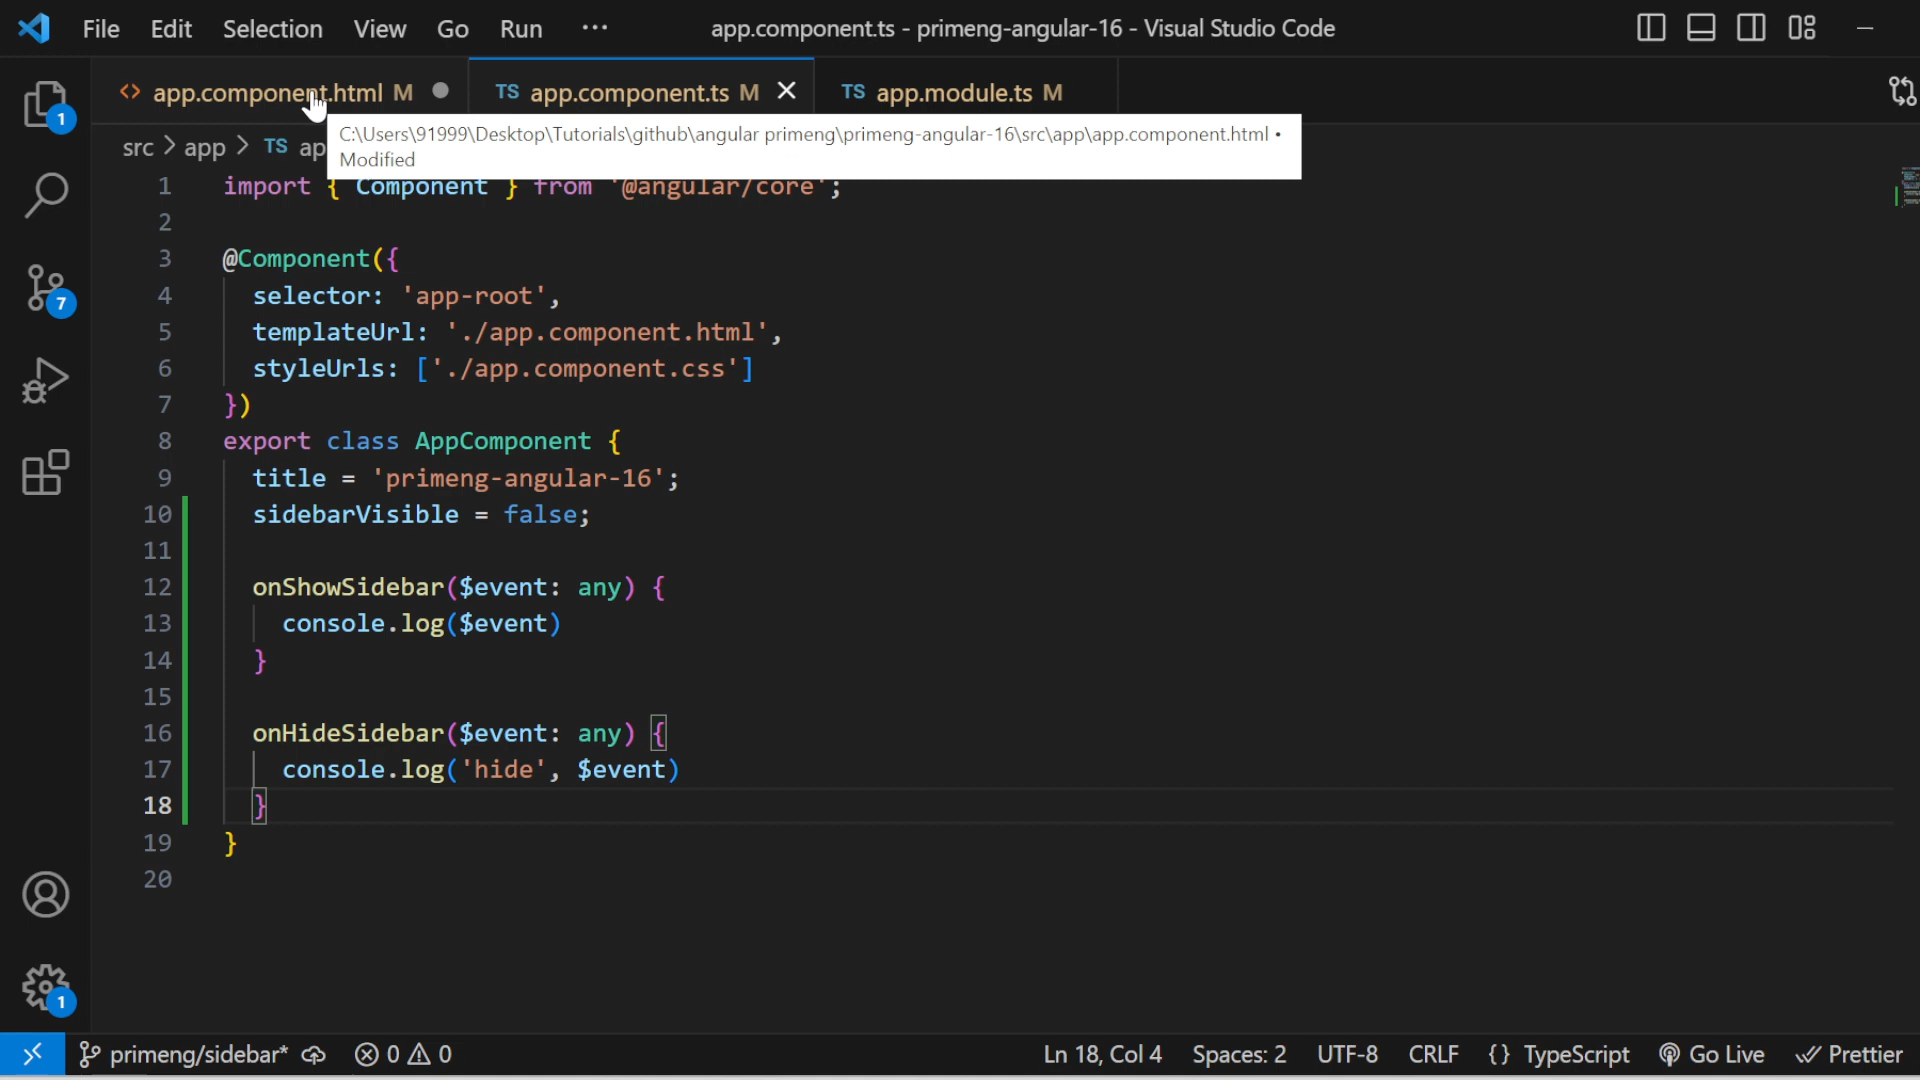 File Edit Selection View Go Run ··· app.component.ts - primeng-angular-16 - Visual Studio Code
<> app.component.html M ● TS app.component.ts M × TS app.module.ts M
src > app > TS ap
C:\Users\91999\Desktop\Tutorials\github\angular primeng\primeng-angular-16\src\app\app.component.html •
Modified
1 import { Component } from '@angular/core';
2
3 @Component({
4 selector: 'app-root',
5 templateUrl: './app.component.html',
6 styleUrls: ['./app.component.css']
7 })
8 export class AppComponent {
9 title = 'primeng-angular-16';
10 sidebarVisible = false;
11
12 onShowSidebar($event: any) {
13 console.log($event)
14 }
15
16 onHideSidebar($event: any) {
17 console.log('hide', $event)
18 }
19 }
20
1
7
1
primeng/sidebar* 0 0 Ln 18, Col 4 Spaces: 2 UTF-8 CRLF {} TypeScript Go Live Prettier